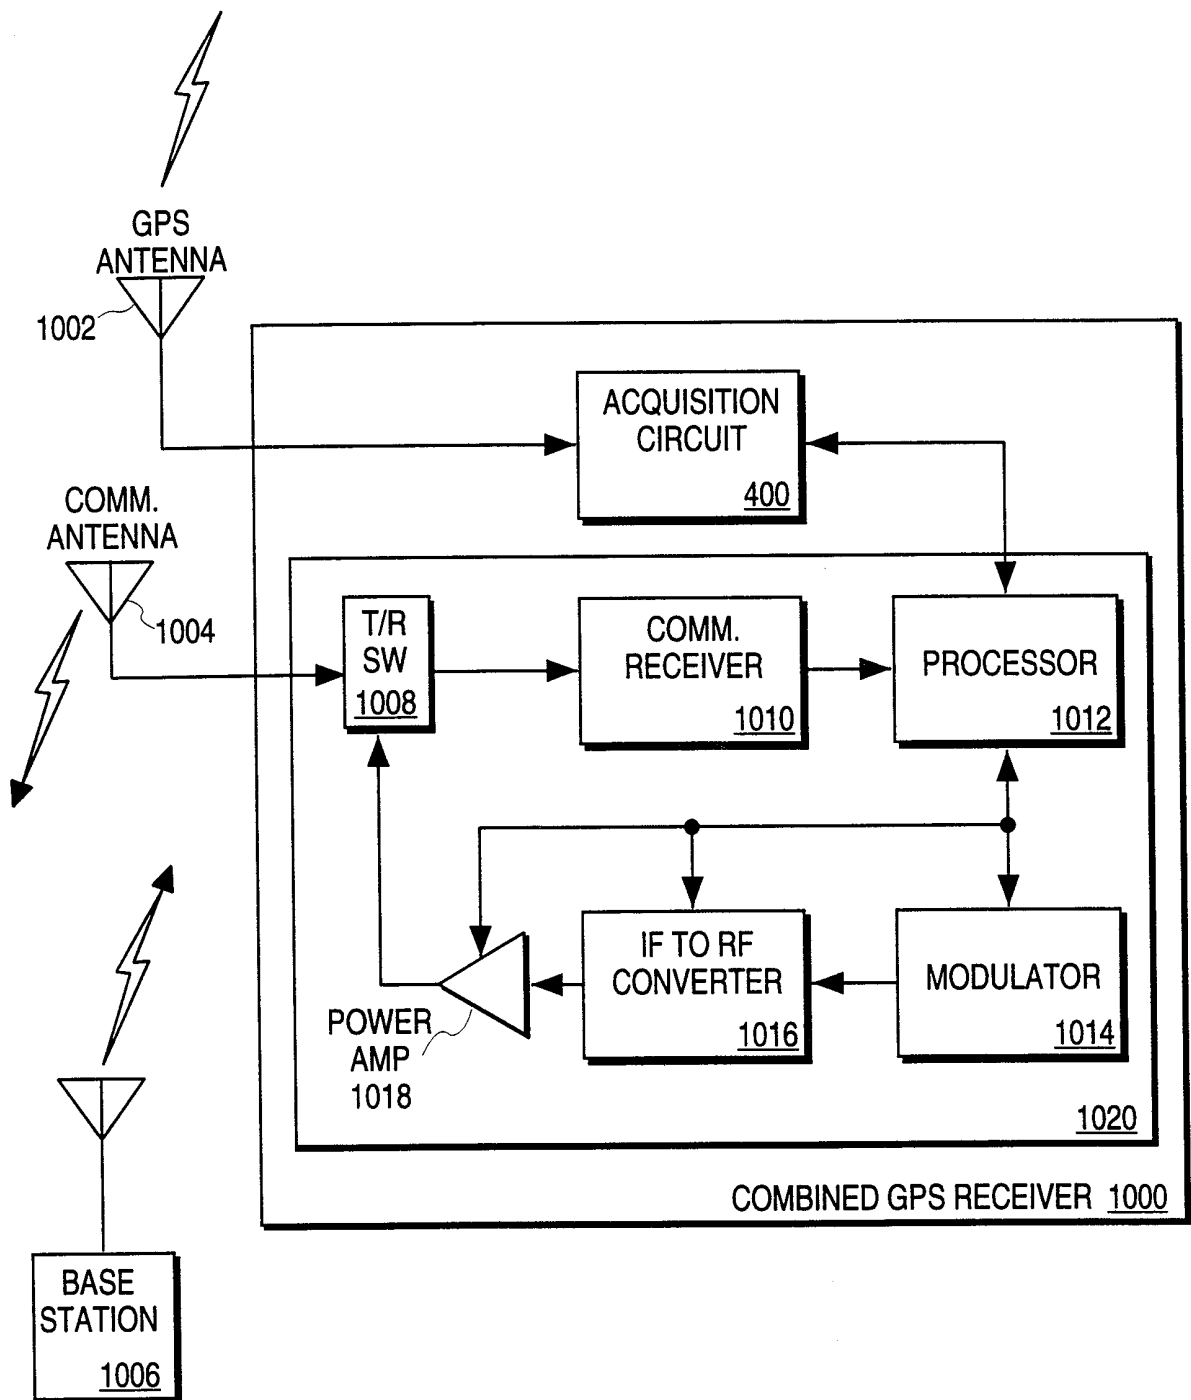 GPS
ANTENNA
1002
ACQUISITION
CIRCUIT
400
COMM.
ANTENNA
1004
T/R
SW
1008
COMM.
RECEIVER
1010
PROCESSOR
1012
IF TO RF
CONVERTER
1016
MODULATOR
1014
POWER
AMP
1018
1020
COMBINED GPS RECEIVER 1000
BASE
STATION
1006